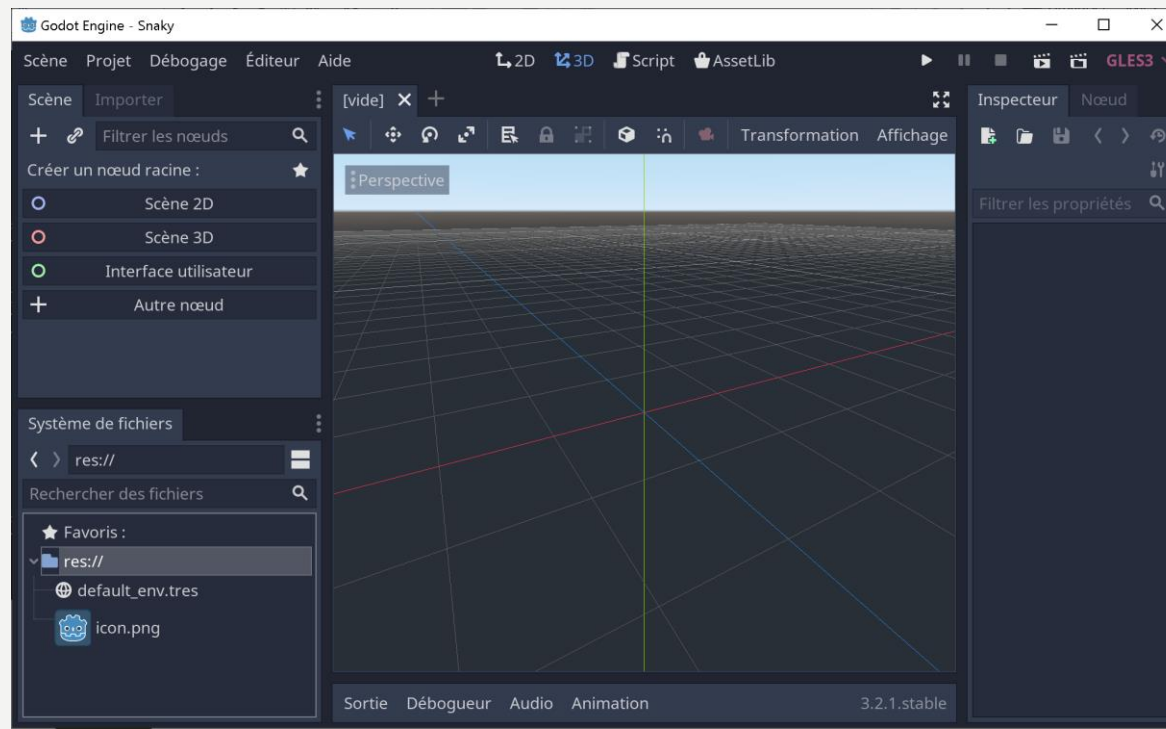 Godot Engine - Snaky
Scène Projet Débogage Éditeur Aide 2D 3D Script AssetLib GLES3
Scène Importer
Filtrer les nœuds
Créer un nœud racine :
Scène 2D
Scène 3D
Interface utilisateur
Autre nœud
Système de fichiers
res://
Rechercher des fichiers
Favoris :
res://
default_env.tres
icon.png
[vide]
Transformation Affichage
Perspective
Sortie Débogueur Audio Animation 3.2.1.stable
Inspecteur Nœud
Filtrer les propriétés